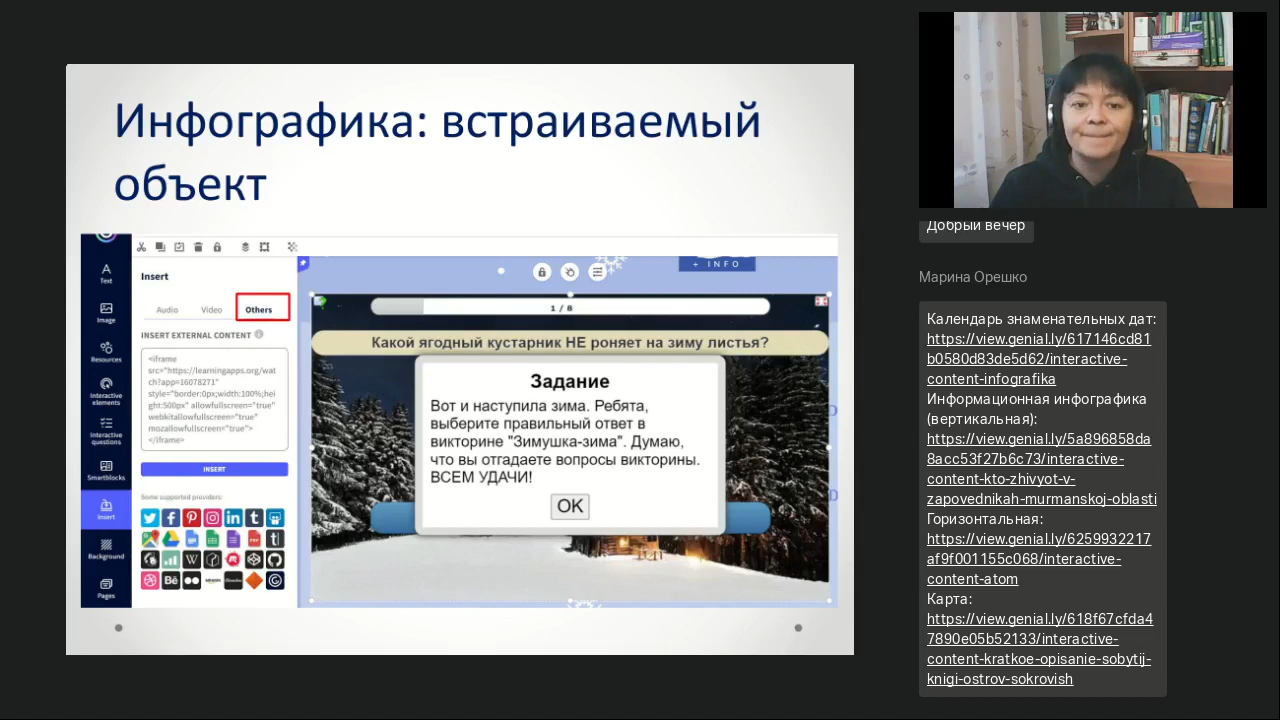 Инфографика: встраиваемый
объект
Insert
Audio Video Others
INSERT EXTERNAL CONTENT
<iframe
src="https://learningapps.org/wat
ch?app=16078271"
style="border:0px;width:100%;hei
ght:500px" allowfullscreen="true"
webkitallowfullscreen="true"
mozallowfullscreen="true">
</iframe>
INSERT
Some supported providers:
Text
Image
Resources
Interactive
elements
Interactive
questions
Smartblocks
Insert
Background
Pages
+ INFO
1 / 8
Какой ягодный кустарник НЕ роняет на зиму листья?
Задание
Вот и наступила зима. Ребята,
выберите правильный ответ в
викторине "Зимушка-зима". Думаю,
что вы отгадаете вопросы викторины.
ВСЕМ УДАЧИ!
OK
Добрый вечер
Марина Орешко
Календарь знаменательных дат:
https://view.genial.ly/617146cd81
b0580d83de5d62/interactive-
content-infografika
Информационная инфографика
(вертикальная):
https://view.genial.ly/5a896858da
8acc53f27b6c73/interactive-
content-kto-zhivyot-v-
zapovednikah-murmanskoj-oblasti
Горизонтальная:
https://view.genial.ly/6259932217
af9f001155c068/interactive-
content-atom
Карта:
https://view.genial.ly/618f67cfda4
7890e05b52133/interactive-
content-kratkoe-opisanie-sobytij-
knigi-ostrov-sokrovish